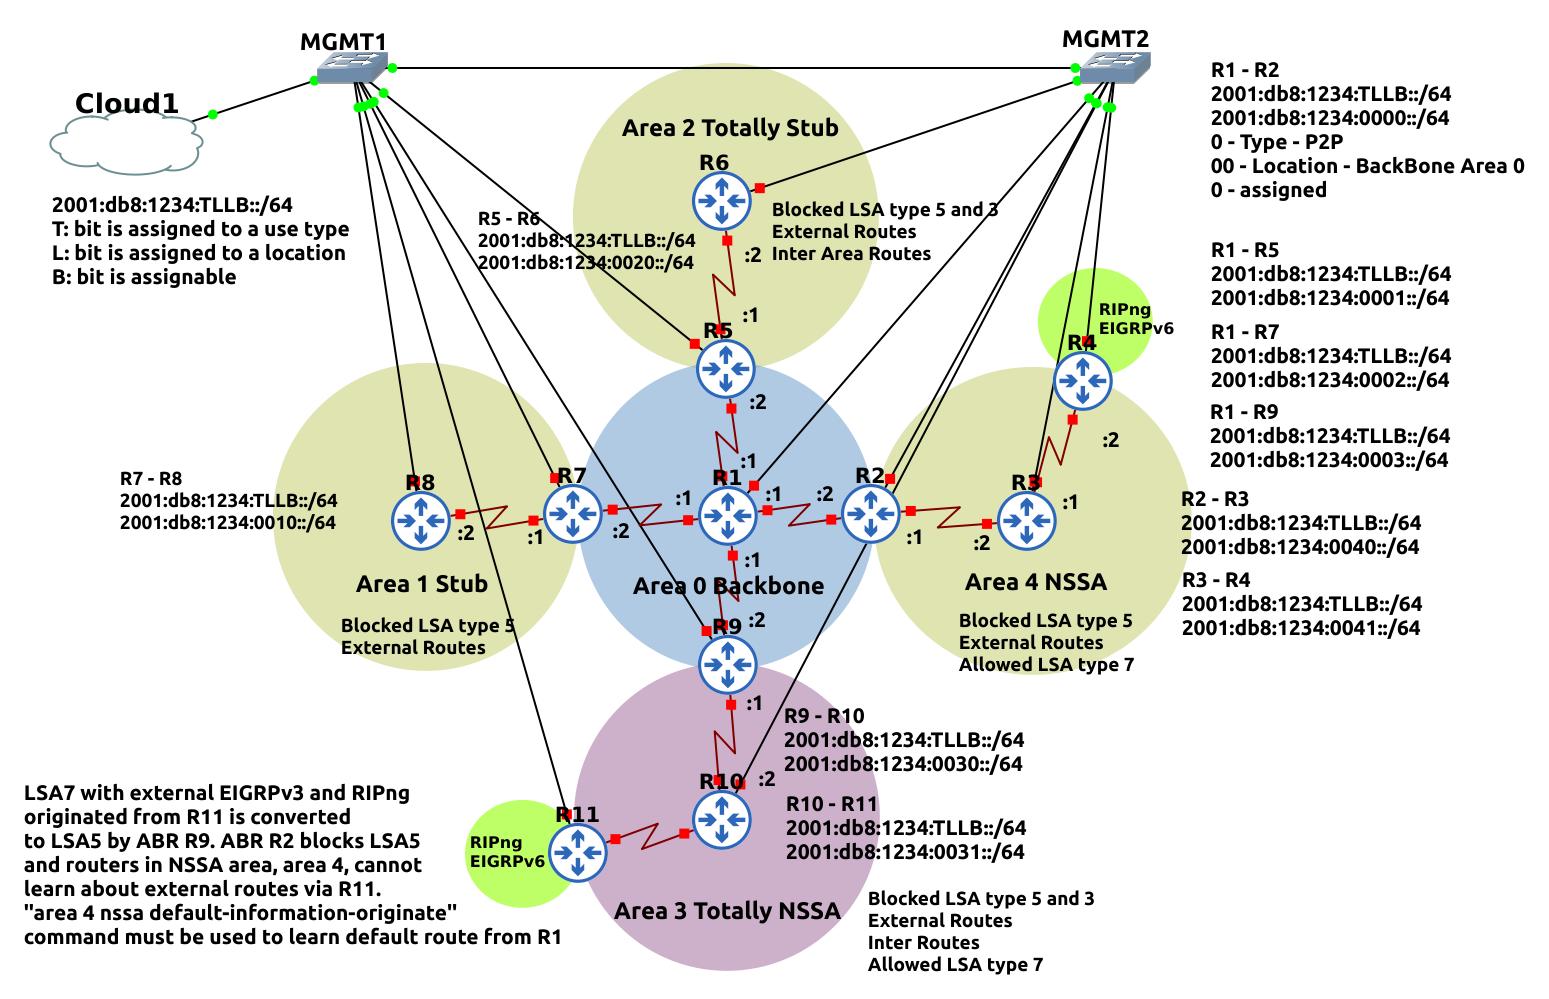 MGMT1
MGMT2
Cloud1
2001:db8:1234:TLLB::/64
T: bit is assigned to a use type
L: bit is assigned to a location
B: bit is assignable
R1 - R2
2001:db8:1234:TLLB::/64
2001:db8:1234:0000::/64
0 - Type - P2P
00 - Location - BackBone Area 0
0 - assigned
Area 2 Totally Stub
R6
Blocked LSA type 5 and 3
External Routes
Inter Area Routes
R5 - R6
2001:db8:1234:TLLB::/64
2001:db8:1234:0020::/64
:2
:1
R5
:2
R1 - R5
2001:db8:1234:TLLB::/64
2001:db8:1234:0001::/64
RIPng
EIGRPv6
R4
R1 - R7
2001:db8:1234:TLLB::/64
2001:db8:1234:0002::/64
R1 - R9
2001:db8:1234:TLLB::/64
2001:db8:1234:0003::/64
:2
:1
R7 - R8
2001:db8:1234:TLLB::/64
2001:db8:1234:0010::/64
R8
:2
:1
R7
:2
:1
R1
:1
:2
R2
:1
:2
R3
:1
R2 - R3
2001:db8:1234:TLLB::/64
2001:db8:1234:0040::/64
R3 - R4
2001:db8:1234:TLLB::/64
2001:db8:1234:0041::/64
Area 1 Stub
Blocked LSA type 5
External Routes
:1
Area 0 Backbone
:2
R9
Area 4 NSSA
Blocked LSA type 5
External Routes
Allowed LSA type 7
:1
R9 - R10
2001:db8:1234:TLLB::/64
2001:db8:1234:0030::/64
:2
R10
R10 - R11
2001:db8:1234:TLLB::/64
2001:db8:1234:0031::/64
R11
RIPng
EIGRPv6
Area 3 Totally NSSA
Blocked LSA type 5 and 3
External Routes
Inter Routes
Allowed LSA type 7
LSA7 with external EIGRPv3 and RIPng
originated from R11 is converted
to LSA5 by ABR R9. ABR R2 blocks LSA5
and routers in NSSA area, area 4, cannot
learn about external routes via R11.
"area 4 nssa default-information-originate"
command must be used to learn default route from R1